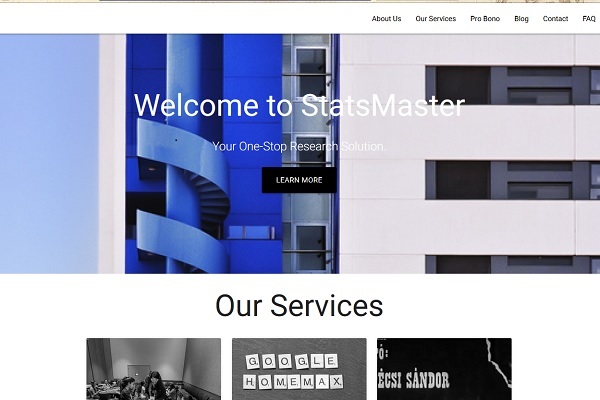 About Us Our Services Pro Bono Blog Contact FAQ
Welcome to StatsMaster
Your One-Stop Research Solution.
LEARN MORE
Our Services
GOOGLE
HOMEMAX
Ó:
ÉCSI SÁNDOR